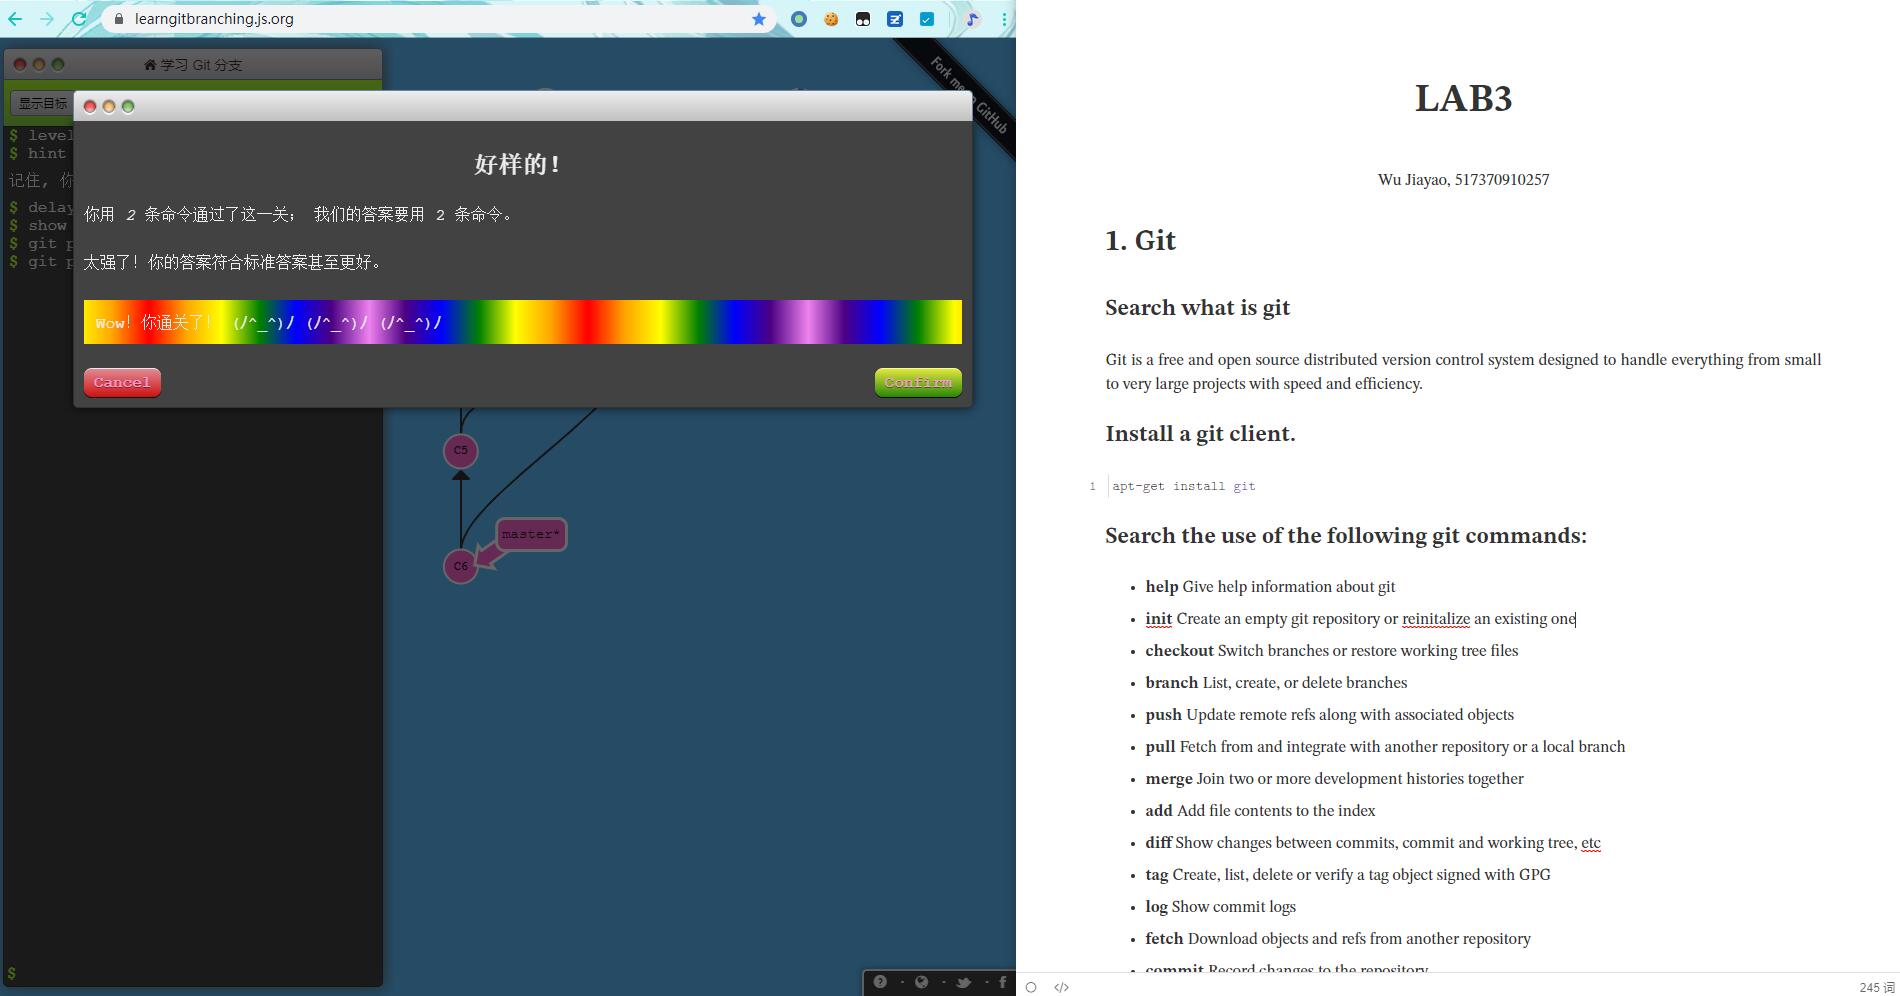 learngitbranching.js.org
学习 Git 分支
Fork me on GitHub
显示目标
$ level
$ hint
记住, 你
$ delay
$ show
$ git p
$ git p
好样的!
你用 2 条命令通过了这一关; 我们的答案要用 2 条命令。
太强了! 你的答案符合标准答案甚至更好。
Wow! 你通关了! (ﾉ^_^)ﾉ (ﾉ^_^)ﾉ (ﾉ^_^)ﾉ
Cancel
Confirm
C5
master*
C6
$
LAB3
Wu Jiayao, 517370910257
1. Git
Search what is git
Git is a free and open source distributed version control system designed to handle everything from small
to very large projects with speed and efficiency.
Install a git client.
1 apt-get install git
Search the use of the following git commands:
• help Give help information about git
• init Create an empty git repository or reinitalize an existing one
• checkout Switch branches or restore working tree files
• branch List, create, or delete branches
• push Update remote refs along with associated objects
• pull Fetch from and integrate with another repository or a local branch
• merge Join two or more development histories together
• add Add file contents to the index
• diff Show changes between commits, commit and working tree, etc
• tag Create, list, delete or verify a tag object signed with GPG
• log Show commit logs
• fetch Download objects and refs from another repository
• commit Record changes to the repository
245 词